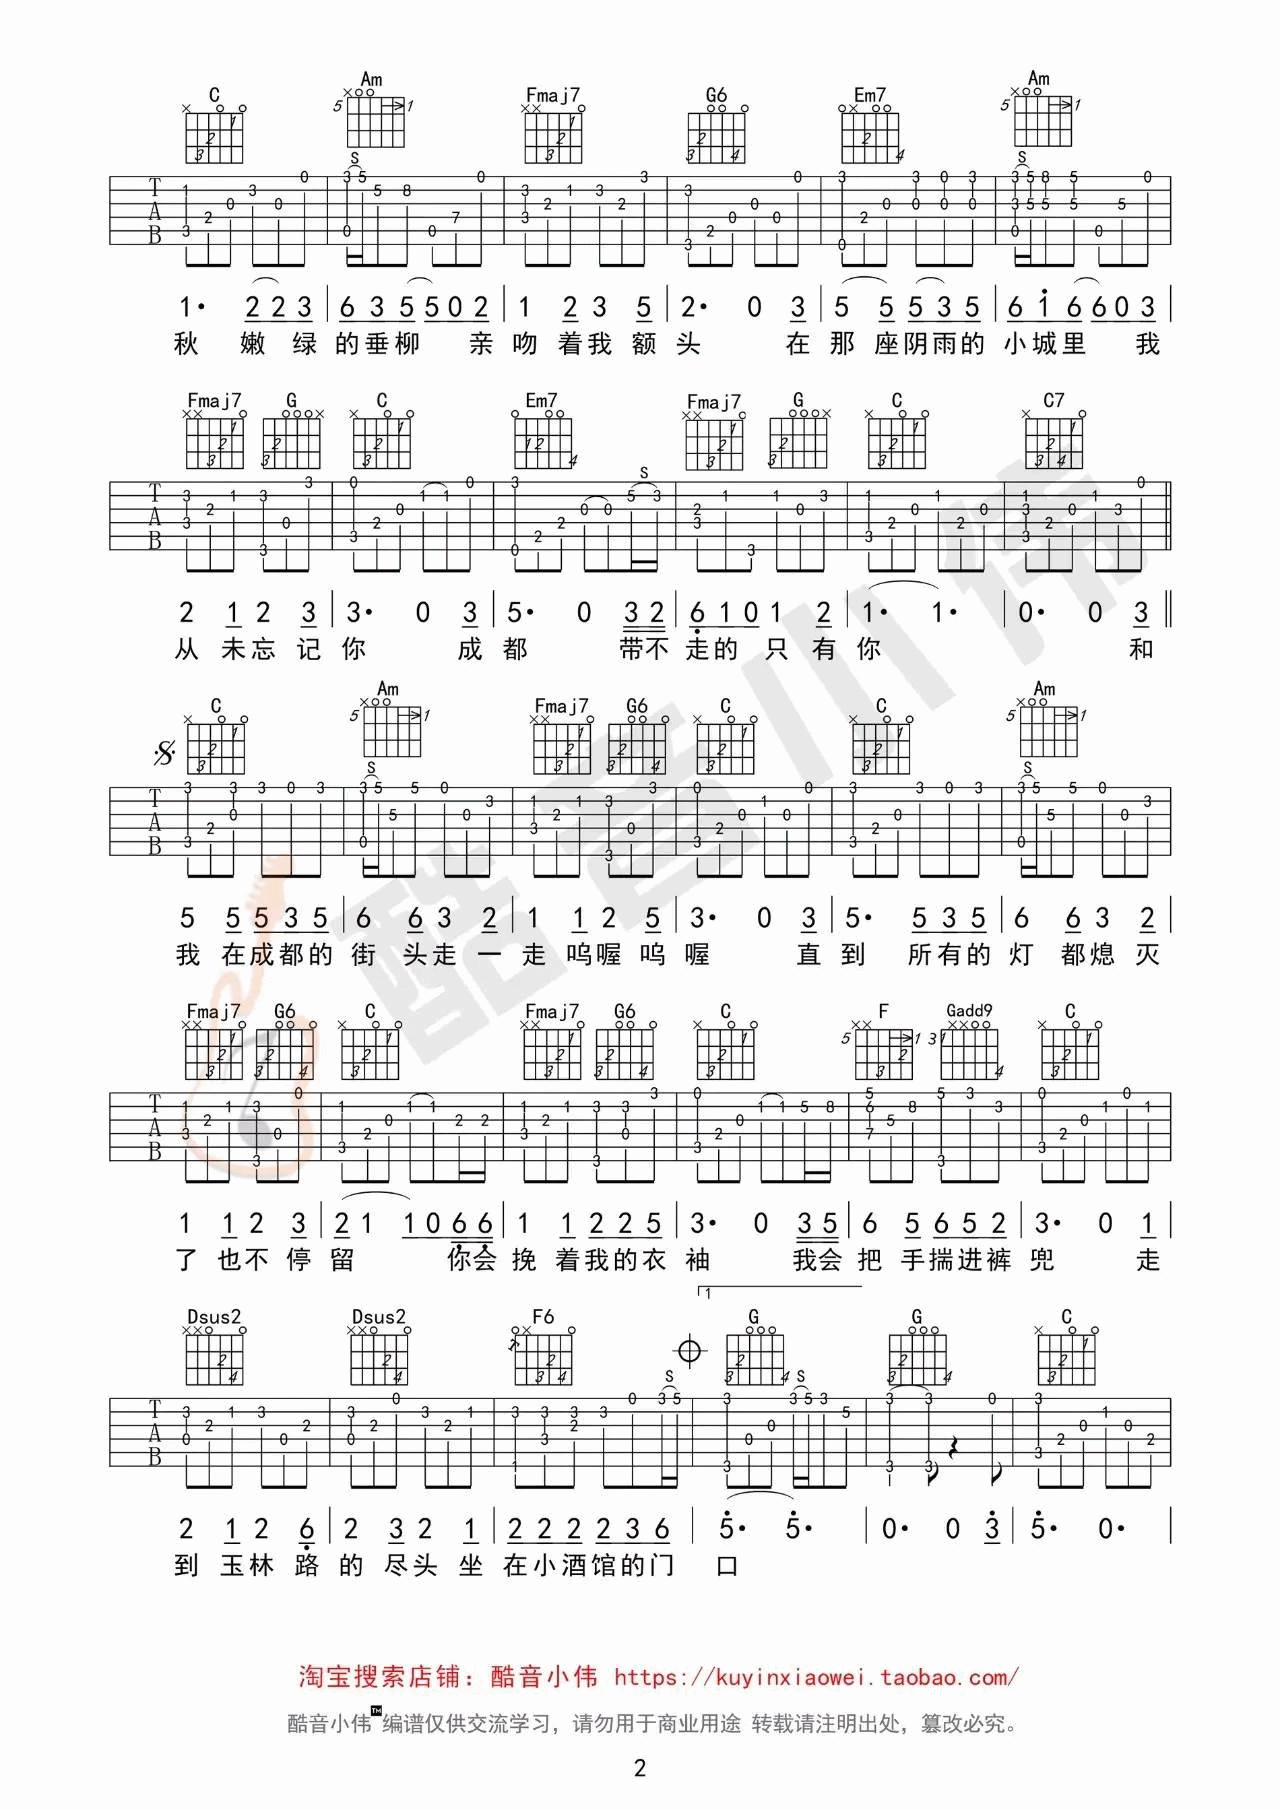 C Am Fmaj7 G6 Em7 Am
1· 2 2 3 | 6 3 5 5 0 2 | 1 2 3 5 | 2· 0 3 | 5 5 5 3 5 | 6 1 6 6 0 3 |
秋 嫩 绿 的 垂 柳 亲 吻 着 我 额 头 在 那 座 阴 雨 的 小 城 里 我
Fmaj7 G C Em7 Fmaj7 G C C7
2 1 2 3 | 3· 0 3 | 5· 0 3 2 | 6 1 0 1 2 | 1· 1· | 0· 0 3 ||
从 未 忘 记 你 成 都 带 不 走 的 只 有 你 和
C Am Fmaj7 G6 C C Am
5 5 5 3 5 | 6 6 3 2 | 1 1 2 5 | 3· 0 3 | 5· 5 3 5 | 6 6 3 2 |
我 在 成 都 的 街 头 走 一 走 呜 喔 呜 喔 直 到 所 有 的 灯 都 熄 灭
Fmaj7 G6 C Fmaj7 G6 C F Gadd9 C
1 1 2 3 | 2 1 1 0 6 6 | 1 1 2 2 5 | 3· 0 3 5 | 6 5 6 5 2 | 3· 0 1 |
了 也 不 停 留 你 会 挽 着 我 的 衣 袖 我 会 把 手 揣 进 裤 兜 走
1
Dsus2 Dsus2 F6 G G C
2 1 2 6 | 2 3 2 1 | 2 2 2 2 3 6 | 5· 5· | 0· 0 3 | 5· 0· |
到 玉 林 路 的 尽 头 坐 在 小 酒 馆 的 门 口
淘宝搜索店铺：酷音小伟 https://kuyinxiaowei.taobao.com/
酷音小伟™编谱仅供交流学习，请勿用于商业用途 转载请注明出处，篡改必究。
2
酷音小伟